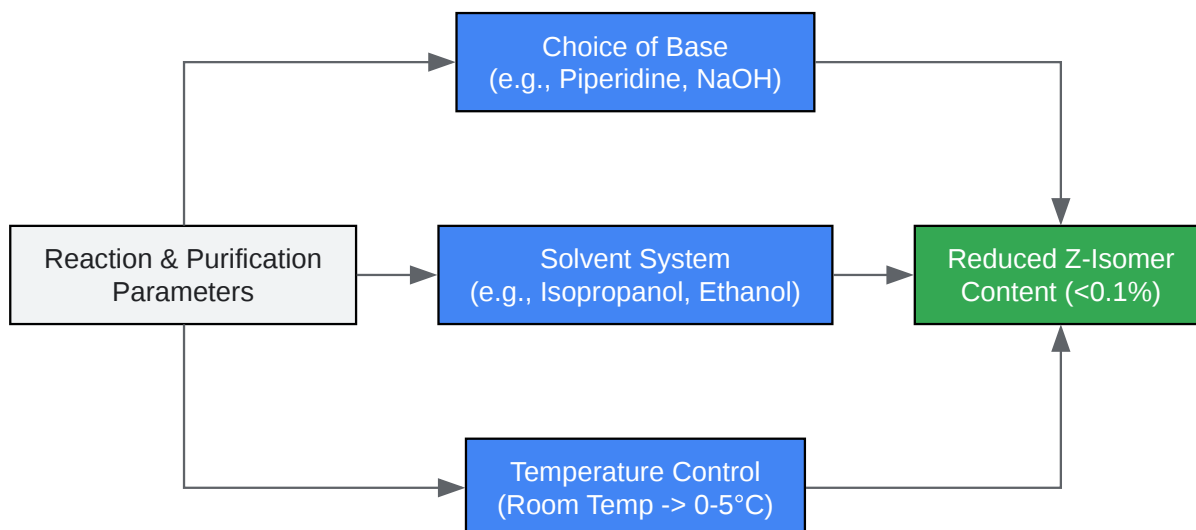 Choice of Base
(e.g., Piperidine, NaOH)
Reaction & Purification
Parameters
Solvent System
(e.g., Isopropanol, Ethanol)
Reduced Z-Isomer
Content (<0.1%)
Temperature Control
(Room Temp -> 0-5°C)